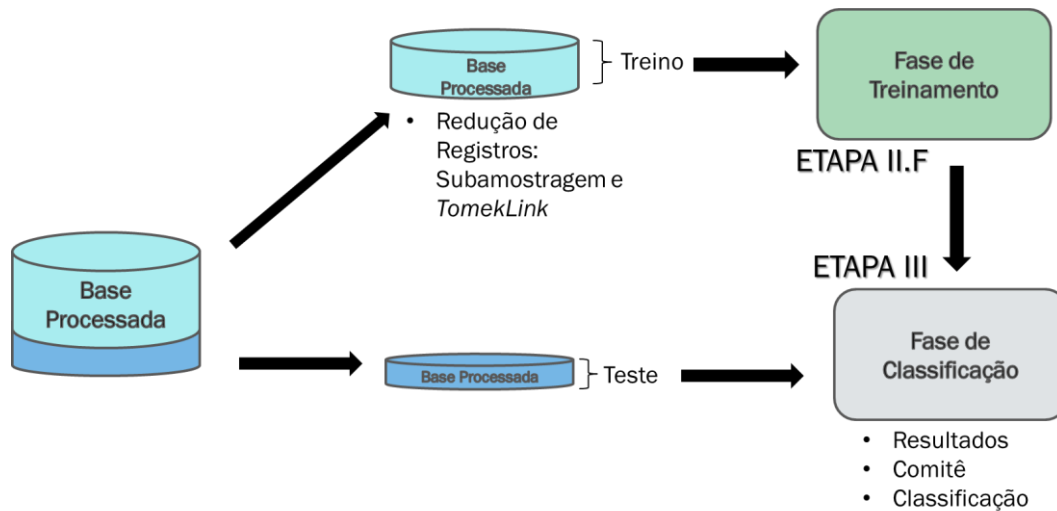 Base
Processada
Treino
Fase de
Treinamento
• Redução de
Registros:
Subamostragem e
TomekLink
ETAPA II.F
Base
Processada
ETAPA III
Base Processada
Teste
Fase de
Classificação
• Resultados
• Comitê
• Classificação